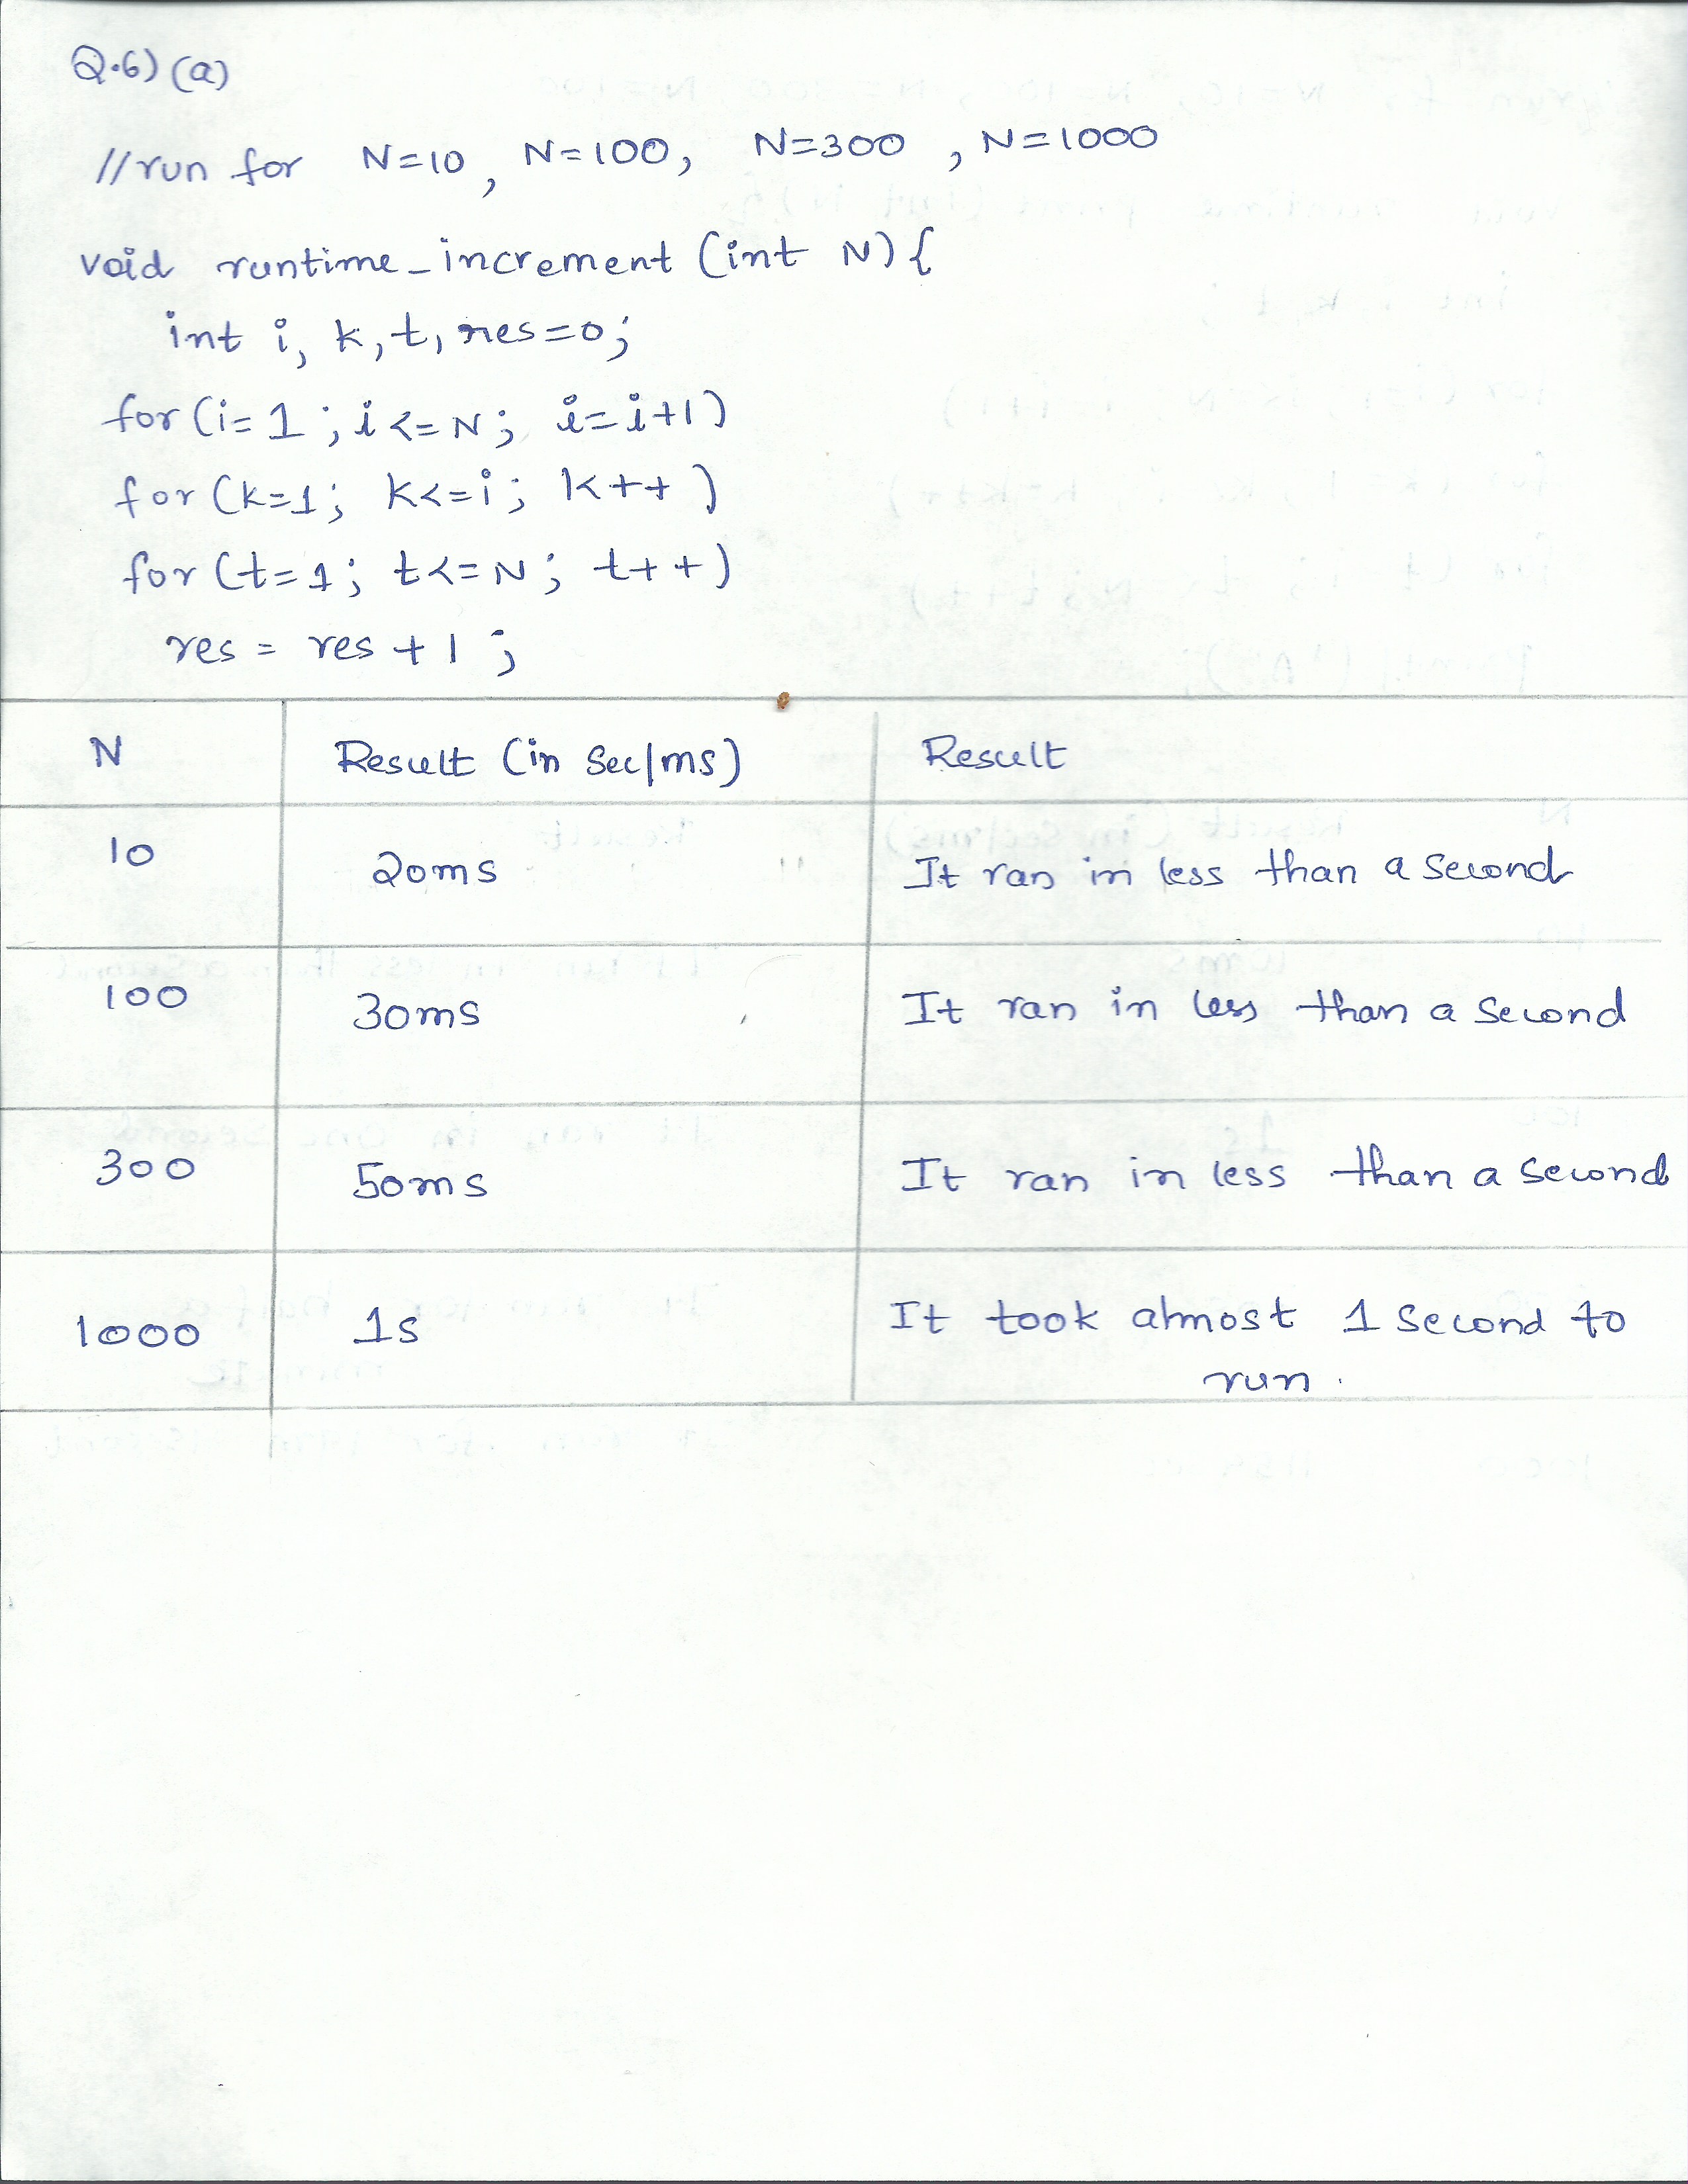 Q.6) (a)
//run for N=10, N=100, N=300, N=1000
void runtime_increment (int N){
int i, k, t, res=0;
for (i=1; i<=N; i=i+1)
for (k=1; k<=i; k++)
for (t=1; t<=N; t++)
res = res + 1;
N Result (in sec/ms) Result
10 20ms It ran in less than a second
100 30ms It ran in less than a second
300 50ms It ran in less than a second
1000 1s It took almost 1 second to
run.